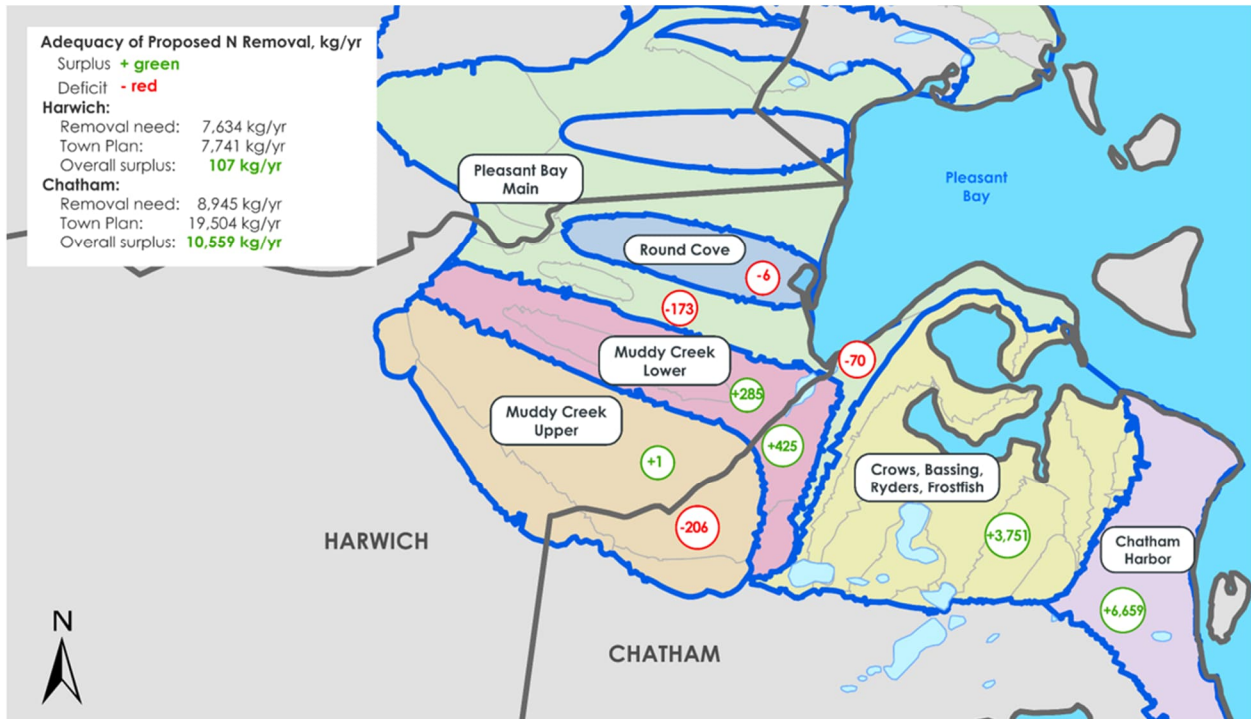 Adequacy of Proposed N Removal, kg/yr
Surplus + green
Deficit - red
Harwich:
Removal need: 7,634 kg/yr
Town Plan: 7,741 kg/yr
Overall surplus: 107 kg/yr
Chatham:
Removal need: 8,945 kg/yr
Town Plan: 19,504 kg/yr
Overall surplus: 10,559 kg/yr
Pleasant Bay
Main
Pleasant
Bay
Round Cove
-6
-173
Muddy Creek
Lower
-70
+285
Muddy Creek
Upper
+425
+1
Crows, Bassing,
Ryders, Frostfish
-206
+3,751
HARWICH
Chatham
Harbor
+6,659
N
CHATHAM